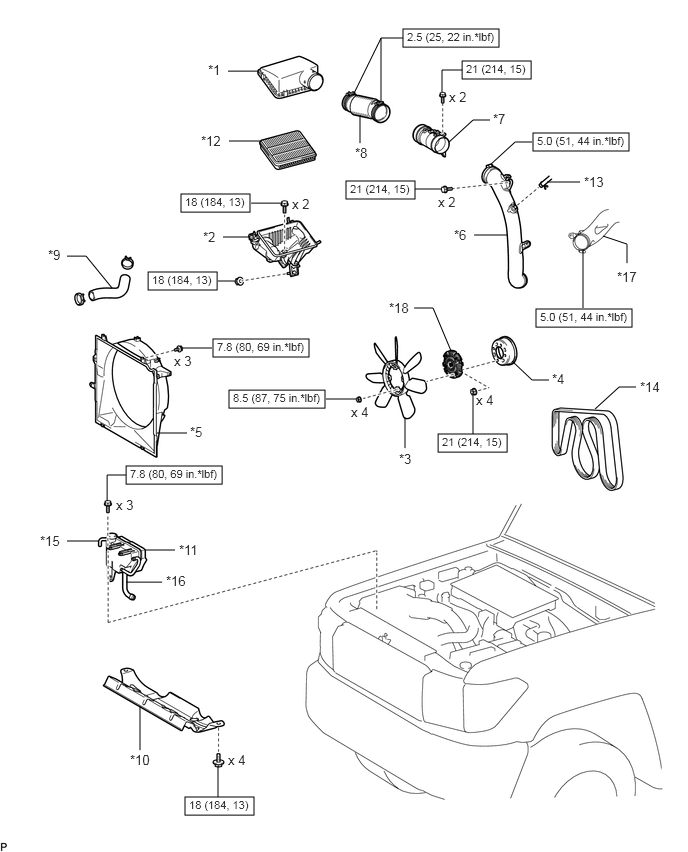 2.5 (25, 22 in.*lbf)
*1
21 (214, 15)
x 2
*7
*12
*8
5.0 (51, 44 in.*lbf)
*13
21 (214, 15)
x 2
18 (184, 13)
x 2
*2
*6
*9
*17
18 (184, 13)
5.0 (51, 44 in.*lbf)
*18
7.8 (80, 69 in.*lbf)
x 3
*4
*14
8.5 (87, 75 in.*lbf)
x 4
x 4
*5
21 (214, 15)
*3
7.8 (80, 69 in.*lbf)
x 3
*15
*11
*16
*10
x 4
18 (184, 13)
P